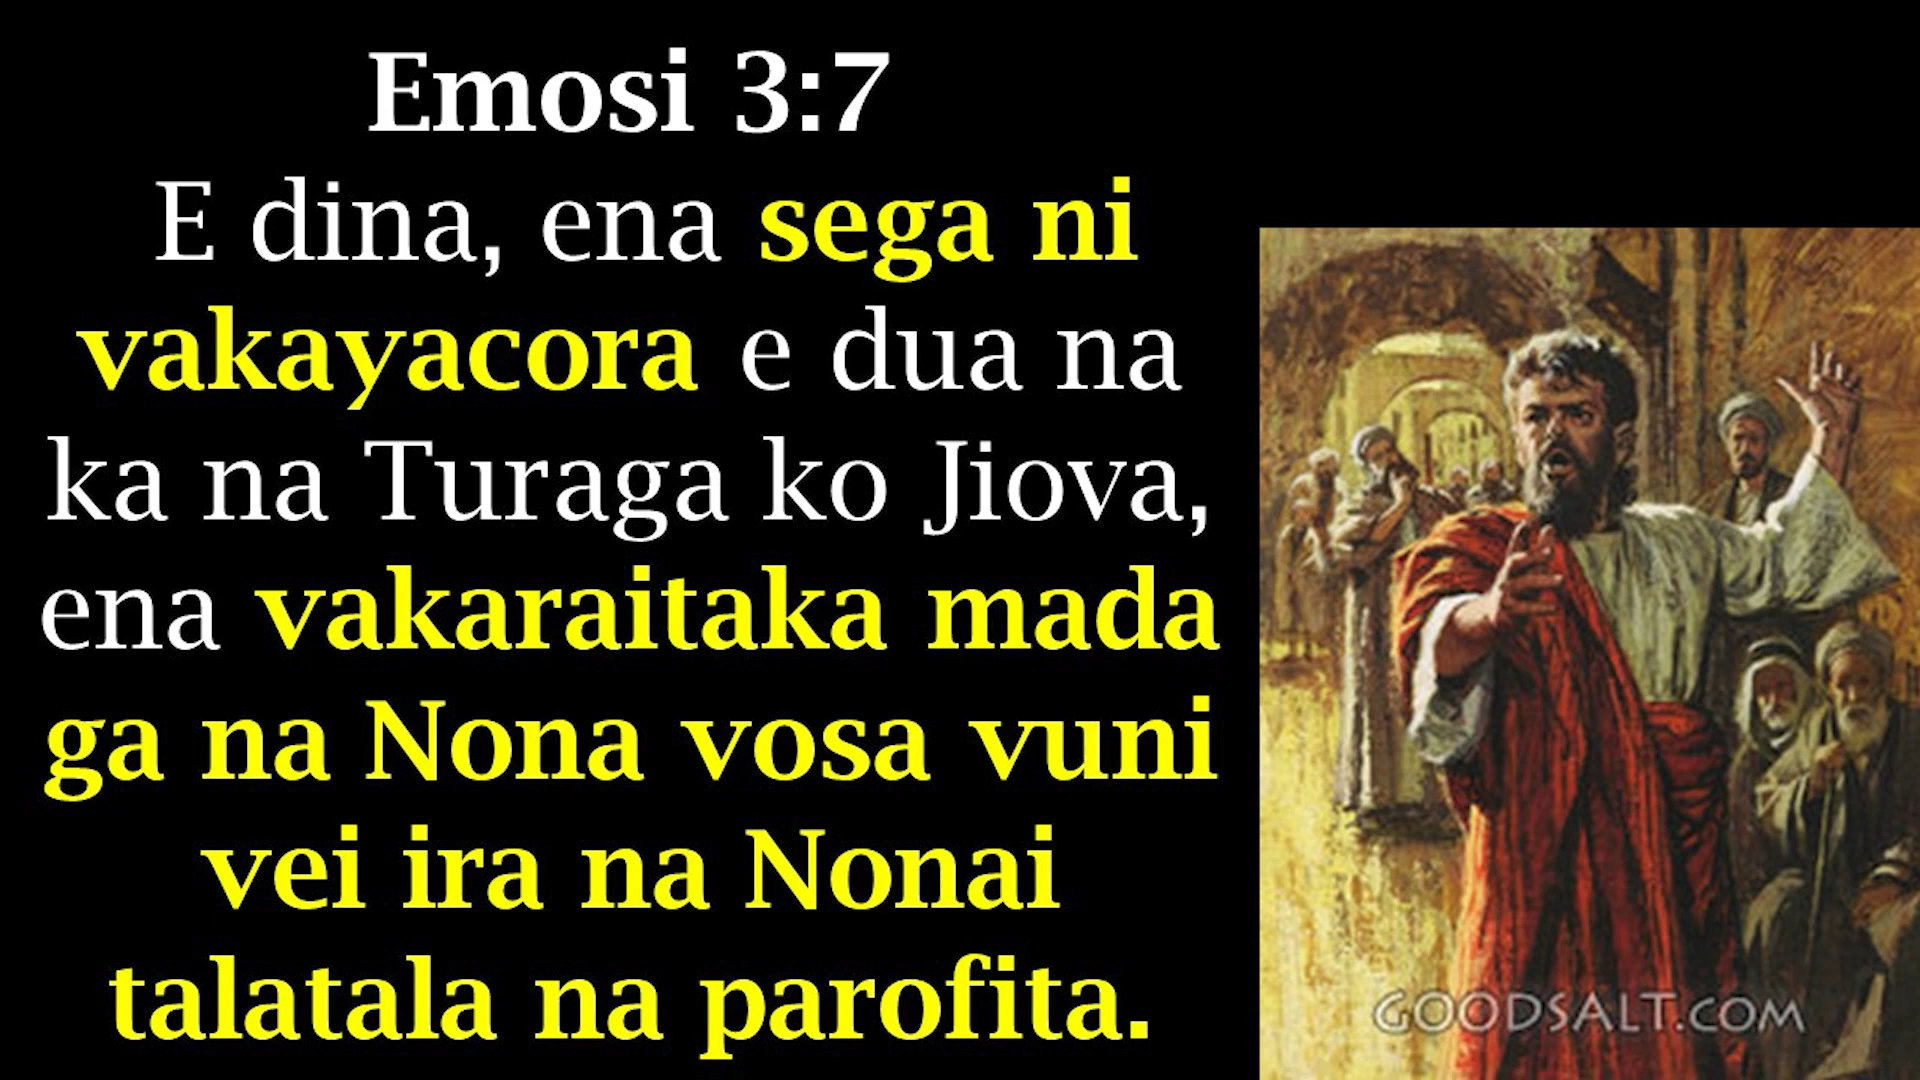 Emosi 3:7
E dina, ena sega ni
vakayacora e dua na
ka na Turaga ko Jiova,
ena vakaraitaka mada
ga na Nona vosa vuni
vei ira na Nonai
talatala na parofita.
GOODSALT.COM